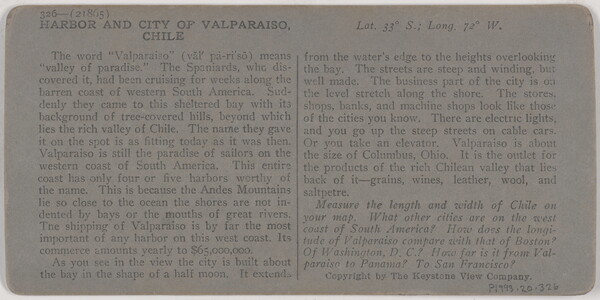 326—(21863)
HARBOR AND CITY OF VALPARAISO,
CHILE
The word "Valparaiso" (väl′ pä-rī′sō) means
"valley of paradise." The Spaniards, who dis-
covered it, had been cruising for weeks along the
barren coast of western South America. Sud-
denly they came to this sheltered bay with its
background of tree-covered hills, beyond which
lies the rich valley of Chile. The name they gave
it on the spot is as fitting today as it was then.
Valparaiso is still the paradise of sailors on the
western coast of South America. This entire
coast has only four or five harbors worthy of
the name. This is because the Andes Mountains
lie so close to the ocean the shores are not in-
dented by bays or the mouths of great rivers.
The shipping of Valparaiso is by far the most
important of any harbor on this west coast. Its
commerce amounts yearly to $65,000,000.
As you see in the view the city is built about
the bay in the shape of a half moon. It extends
Lat. 33° S.; Long. 72° W.
from the water's edge to the heights overlooking
the bay. The streets are steep and winding, but
well made. The business part of the city is on
the level stretch along the shore. The stores,
shops, banks, and machine shops look like those
of the cities you know. There are electric lights,
and you go up the steep streets on cable cars.
Or you take an elevator. Valparaiso is about
the size of Columbus, Ohio. It is the outlet for
the products of the rich Chilean valley that lies
back of it—grains, wines, leather, wool, and
saltpetre.
Measure the length and width of Chile on
your map. What other cities are on the west
coast of South America? How does the longi-
tude of Valparaiso compare with that of Boston?
Of Washington, D. C.? How far is it from Val-
paraiso to Panama? To San Francisco?
Copyright by The Keystone View Company.
P1993.20.326